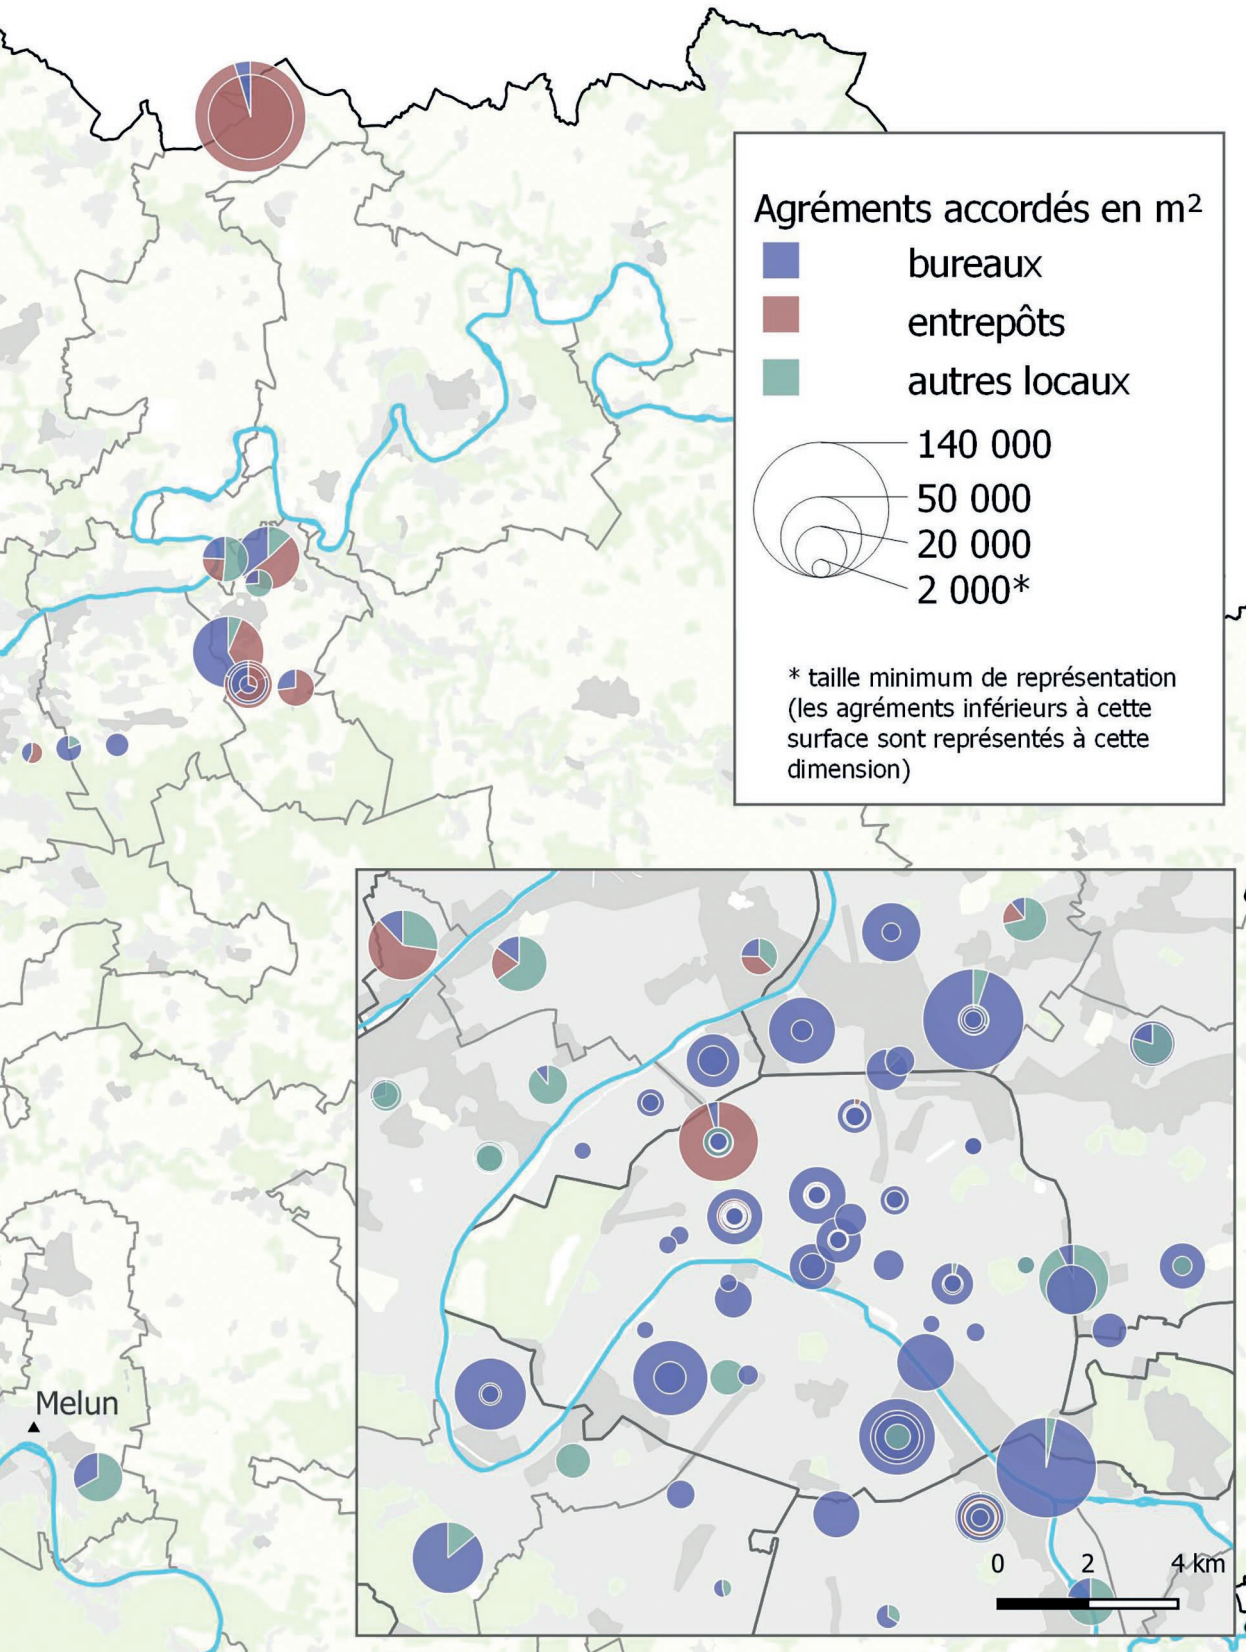 Agréments accordés en m²
bureaux
entrepôts
autres locaux
140 000
50 000
20 000
2 000*
* taille minimum de représentation
(les agréments inférieurs à cette
surface sont représentés à cette
dimension)
Melun
0 2 4 km